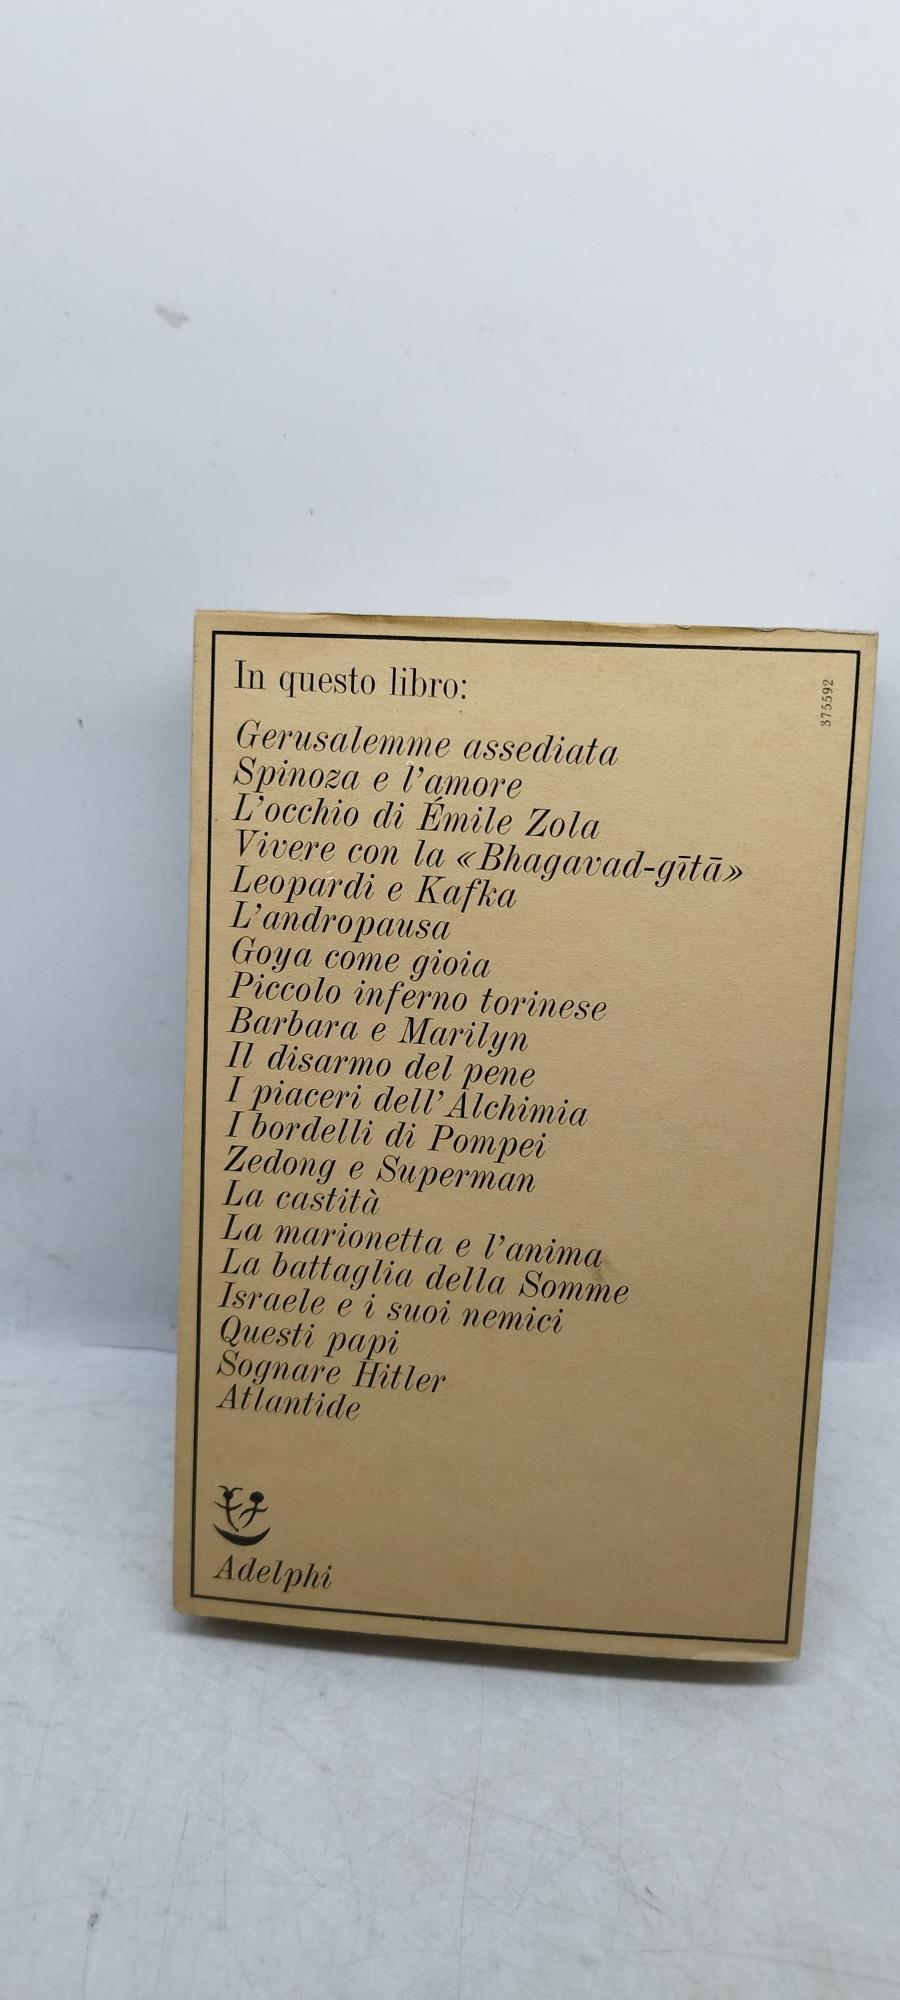 In questo libro:
375592
Gerusalemme assediata
Spinoza e l'amore
L'occhio di Émile Zola
Vivere con la «Bhagavad-gītā»
Leopardi e Kafka
L'andropausa
Goya come gioia
Piccolo inferno torinese
Barbara e Marilyn
Il disarmo del pene
I piaceri dell'Alchimia
I bordelli di Pompei
Zedong e Superman
La castità
La marionetta e l'anima
La battaglia della Somme
Israele e i suoi nemici
Questi papi
Sognare Hitler
Atlantide
Adelphi